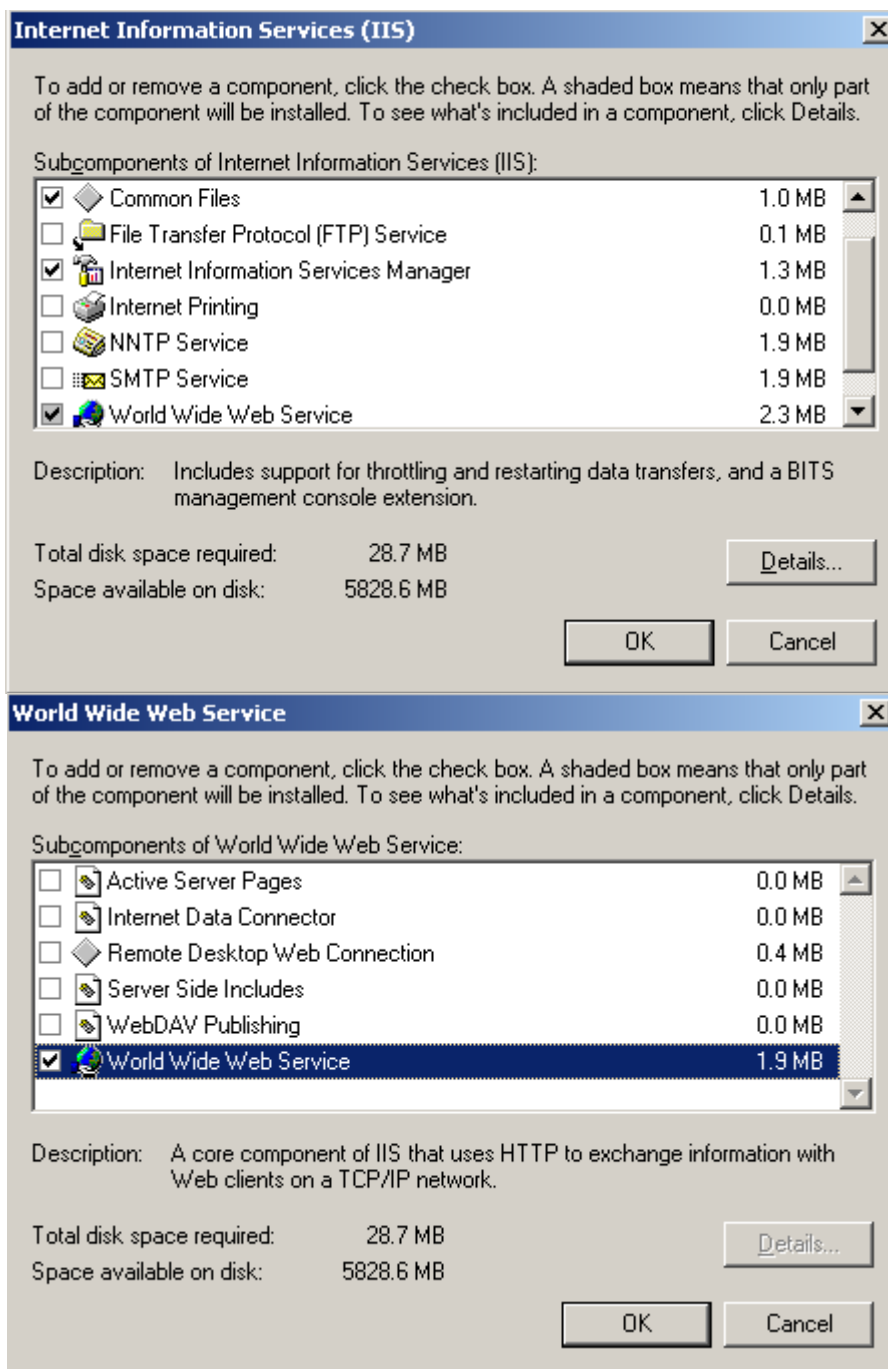 Internet Information Services (IIS)
To add or remove a component, click the check box. A shaded box means that only part
of the component will be installed. To see what's included in a component, click Details.
Subcomponents of Internet Information Services (IIS):
Common Files 1.0 MB
File Transfer Protocol (FTP) Service 0.1 MB
Internet Information Services Manager 1.3 MB
Internet Printing 0.0 MB
NNTP Service 1.9 MB
SMTP Service 1.9 MB
World Wide Web Service 2.3 MB
Description: Includes support for throttling and restarting data transfers, and a BITS
management console extension.
Total disk space required: 28.7 MB
Details...
Space available on disk: 5828.6 MB
OK Cancel
World Wide Web Service
To add or remove a component, click the check box. A shaded box means that only part
of the component will be installed. To see what's included in a component, click Details.
Subcomponents of World Wide Web Service:
Active Server Pages 0.0 MB
Internet Data Connector 0.0 MB
Remote Desktop Web Connection 0.4 MB
Server Side Includes 0.0 MB
WebDAV Publishing 0.0 MB
World Wide Web Service 1.9 MB
Description: A core component of IIS that uses HTTP to exchange information with
Web clients on a TCP/IP network.
Total disk space required: 28.7 MB
Details...
Space available on disk: 5828.6 MB
OK Cancel